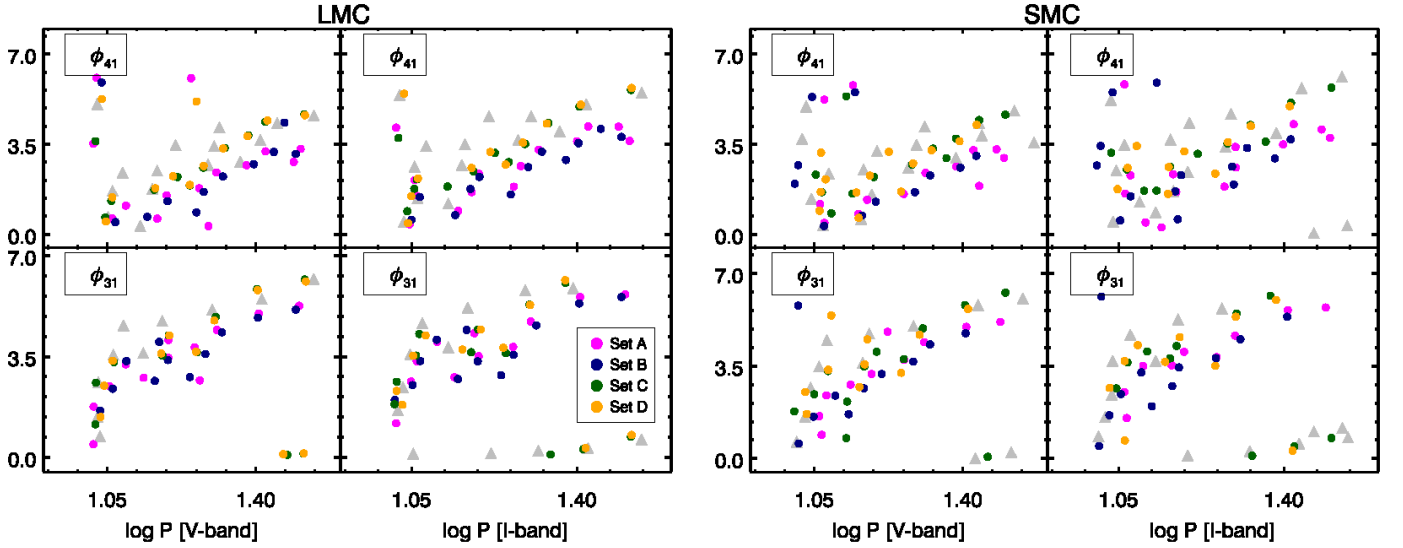 LMC
SMC
7.0
3.5
0.0
ϕ41
ϕ41
ϕ41
ϕ41
7.0
3.5
0.0
7.0
3.5
0.0
ϕ31
ϕ31
ϕ31
ϕ31
7.0
3.5
0.0
Set A
Set B
Set C
Set D
1.05
1.40
1.05
1.40
1.05
1.40
1.05
1.40
log P [V-band]
log P [I-band]
log P [V-band]
log P [I-band]